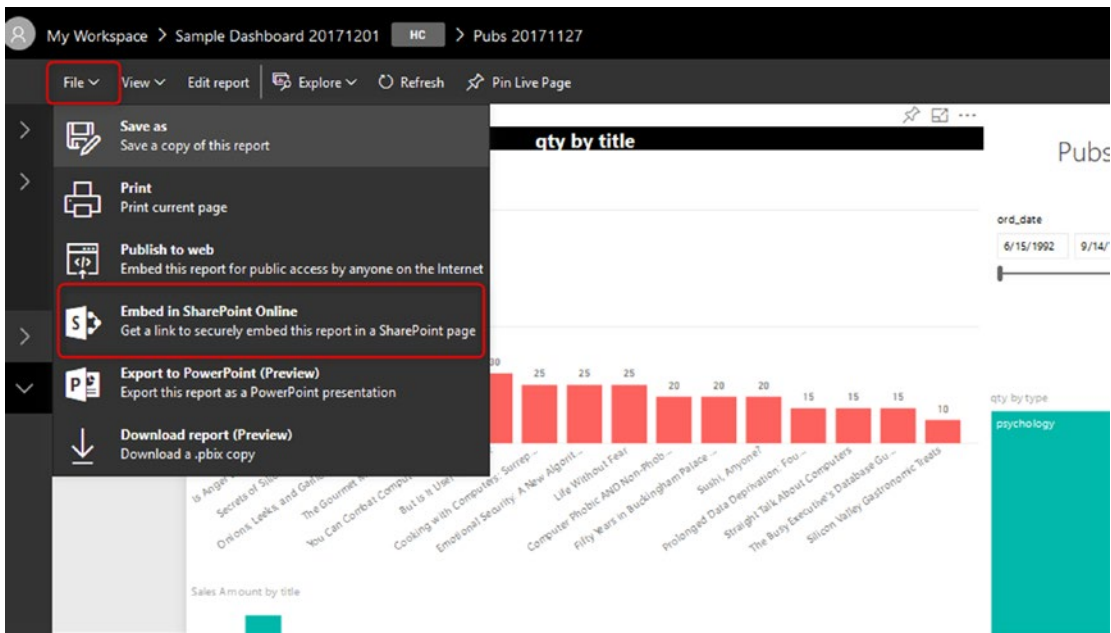 My Workspace > Sample Dashboard 20171201 HC > Pubs 20171127
File View Edit report Explore Refresh Pin Live Page
Save as
Save a copy of this report
Print
Print current page
Publish to web
Embed this report for public access by anyone on the Internet
Embed in SharePoint Online
Get a link to securely embed this report in a SharePoint page
Export to PowerPoint (Preview)
Export this report as a PowerPoint presentation
Download report (Preview)
Download a .pbix copy
qty by title
30 25 25 25 20 20 20 15 15 15 10
Is Anger
Secrets of
Onions, Leeks, and
The Gourmet
You Can Combat
But Is It
Cooking with Computers: Surrep...
Emotional Security: A New Algorit...
Life Without Fear
Computer Phobic AND Non-Phob...
Fifty Years in Buckingham Palace...
Sushi, Anyone?
Prolonged Data Deprivation: Fou...
Straight Talk About Computers
The Busy Executive's Database Gu...
Silicon Valley Gastronomic Treats
Sales Amount by title
Pubs
ord_date
6/15/1992 9/14/
qty by type
psychology